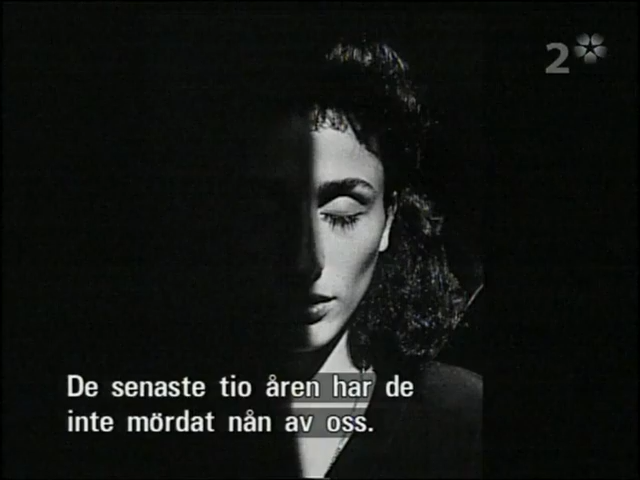 2
De senaste tio åren har de
inte mördat nån av oss.